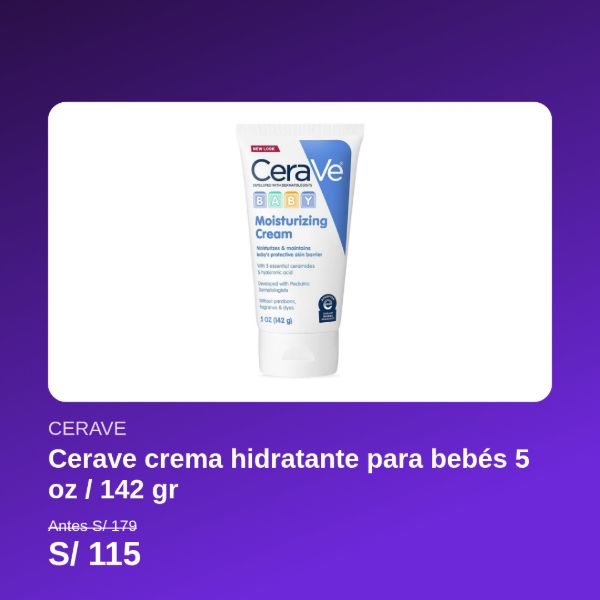 NEW LOOK
CeraVe
DEVELOPED WITH DERMATOLOGISTS
BABY
Moisturizing
Cream
Moisturizes & maintains
baby's protective skin barrier
With 3 essential ceramides
& hyaluronic acid
Developed with Pediatric
Dermatologists
Without parabens,
fragrance & dyes
5 OZ (142 g)
CERAVE
Cerave crema hidratante para bebés 5
oz / 142 gr
Antes S/ 179
S/ 115